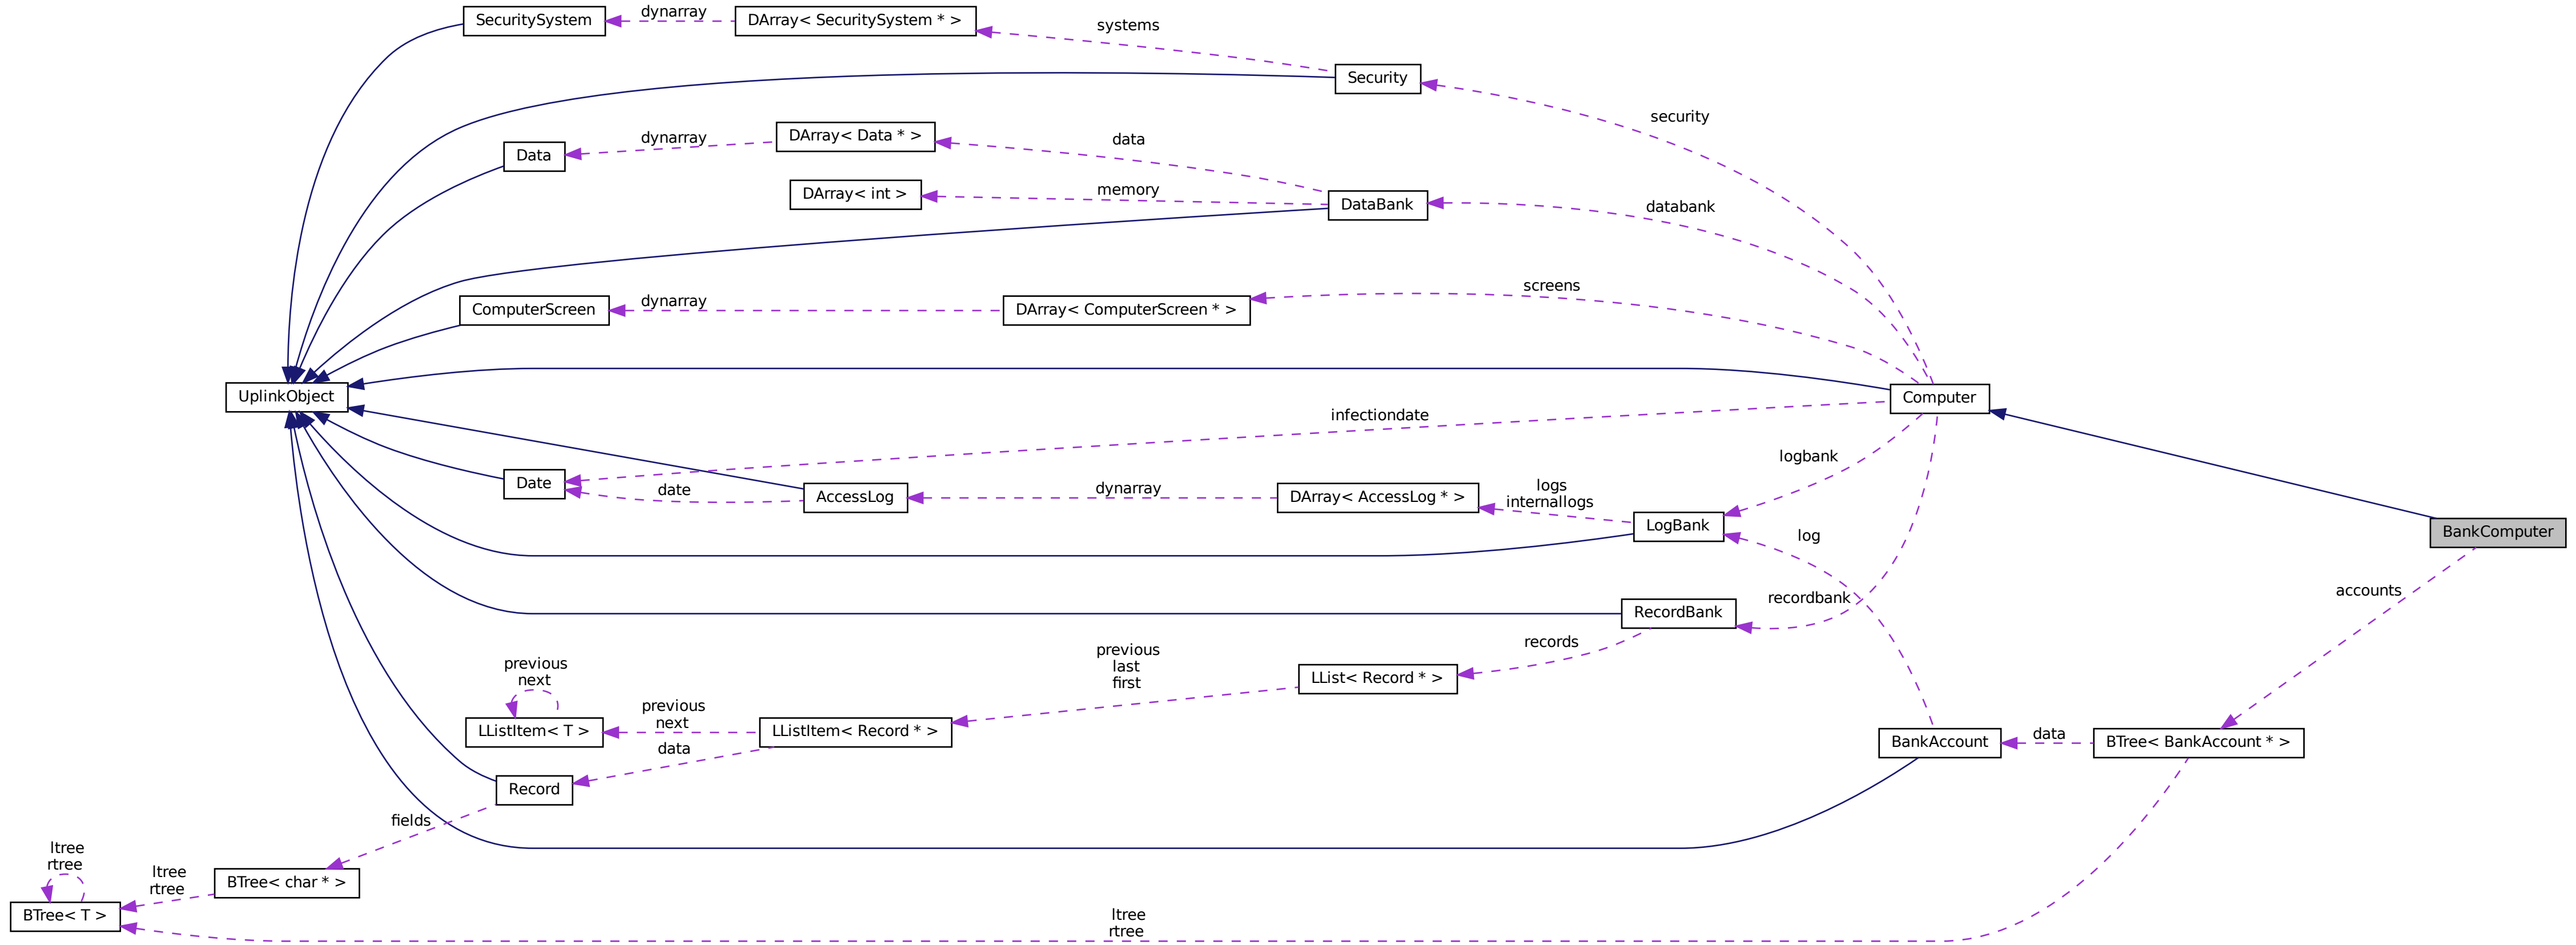 SecuritySystem
dynarray
DArray< SecuritySystem * >
systems
Security
security
Data
dynarray
DArray< Data * >
data
DArray< int >
memory
DataBank
databank
ComputerScreen
dynarray
DArray< ComputerScreen * >
screens
UplinkObject
Computer
infectiondate
Date
date
AccessLog
dynarray
DArray< AccessLog * >
logs
internallogs
LogBank
logbank
log
BankComputer
accounts
RecordBank
recordbank
records
LList< Record * >
previous
last
first
previous
next
LListItem< T >
previous
next
LListItem< Record * >
data
Record
BankAccount
data
BTree< BankAccount * >
fields
ltree
rtree
BTree< T >
ltree
rtree
BTree< char * >
ltree
rtree